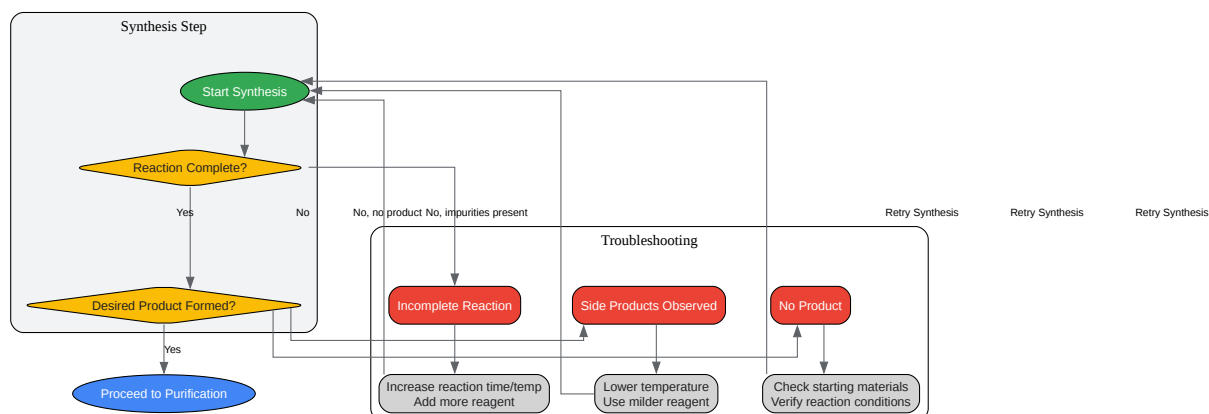 Synthesis Step
Start Synthesis
Reaction Complete?
Yes
No
No, no product
No, impurities present
Retry Synthesis
Retry Synthesis
Retry Synthesis
Troubleshooting
Desired Product Formed?
Incomplete Reaction
Side Products Observed
No Product
Yes
Proceed to Purification
Increase reaction time/temp
Add more reagent
Lower temperature
Use milder reagent
Check starting materials
Verify reaction conditions